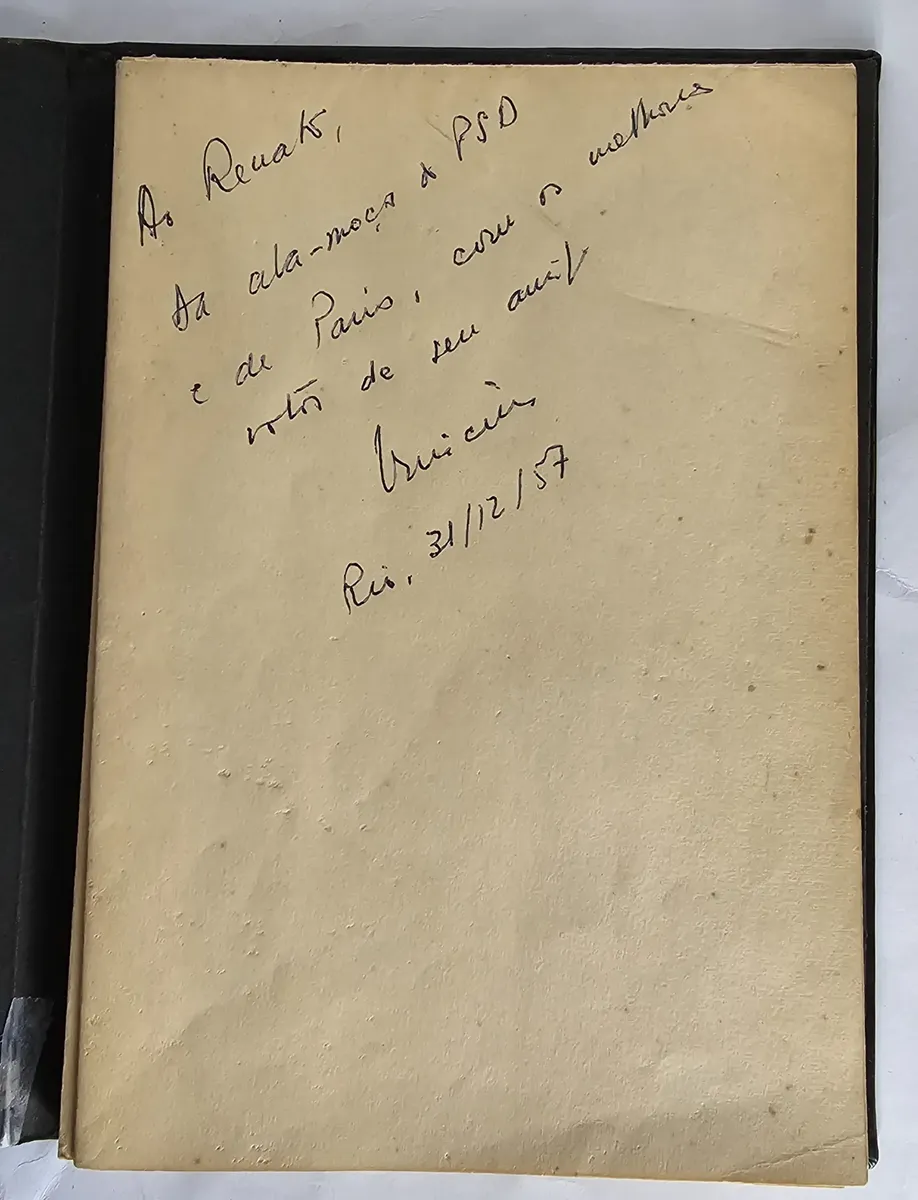 Ao Renato,
da ala-moça do PSD
e de Paris, com os melhores
votos de seu amigo
Vinicius
Rio, 31/12/57